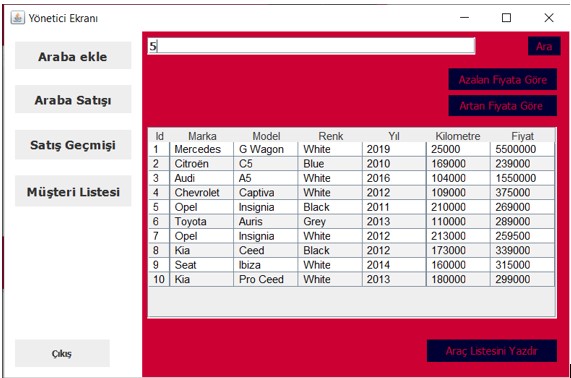 Yönetici Ekranı
Araba ekle
Araba Satışı
Satış Geçmişi
Müşteri Listesi
Çıkış
5
Ara
Azalan Fiyata Göre
Artan Fiyata Göre
Id Marka Model Renk Yıl Kilometre Fiyat
1 Mercedes G Wagon White 2019 25000 5500000
2 Citroën C5 Blue 2010 169000 239000
3 Audi A5 White 2016 104000 1550000
4 Chevrolet Captiva White 2012 109000 375000
5 Opel Insignia Black 2011 210000 269000
6 Toyota Auris Grey 2013 110000 289000
7 Opel Insignia White 2012 213000 259500
8 Kia Ceed Black 2012 173000 339000
9 Seat Ibiza White 2014 160000 315000
10 Kia Pro Ceed White 2013 180000 299000
Araç Listesini Yazdır